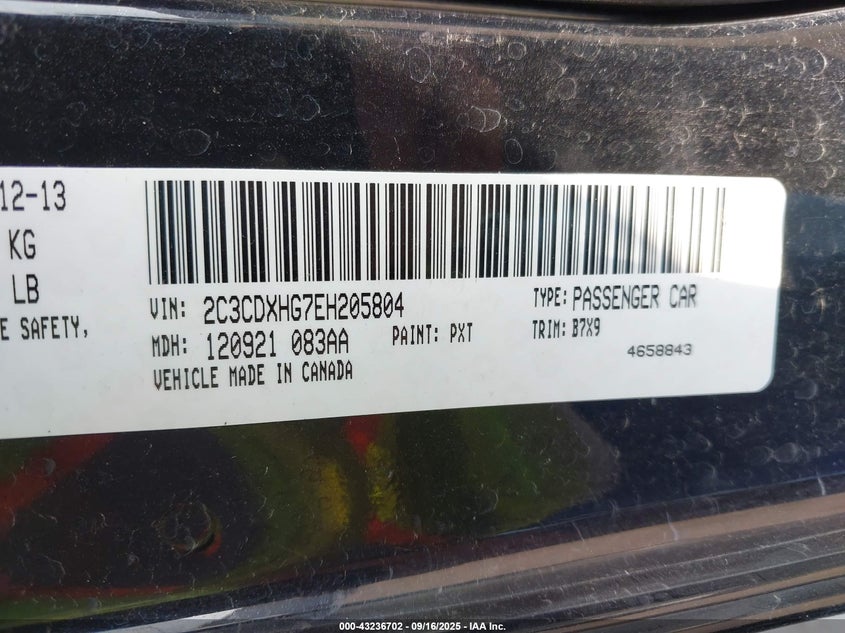 12-13
KG
LB
E SAFETY,
VIN: 2C3CDXHG7EH205804 TYPE: PASSENGER CAR
MDH: 120921 083AA PAINT: PXT TRIM: B7X9
VEHICLE MADE IN CANADA 4658843
000-43236702 - 09/16/2025 - IAA Inc.